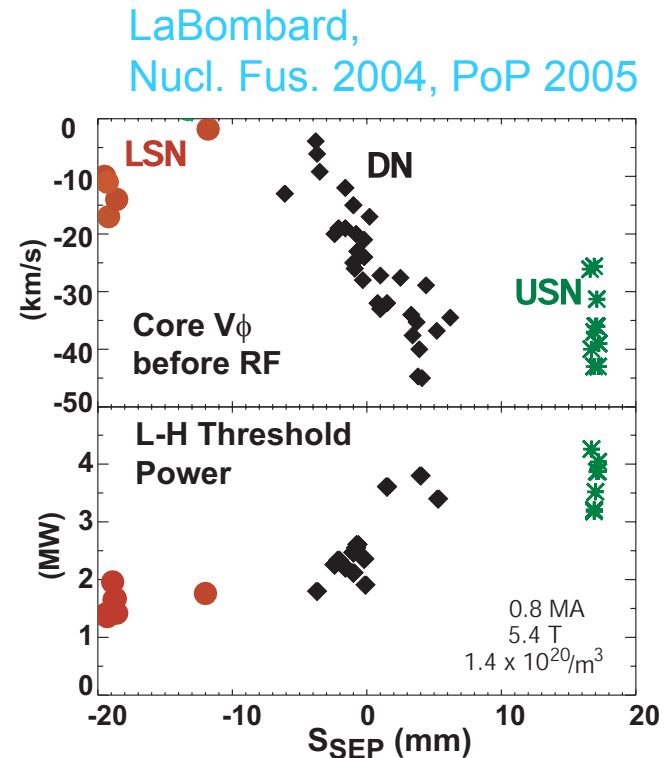 LaBombard,
Nucl. Fus. 2004, PoP 2005
0
-10
-20
-30
-40
-50
(km/s)
LSN
DN
USN
Core Vϕ
before RF
L-H Threshold
Power
4
3
2
1
0
(MW)
0.8 MA
5.4 T
1.4 x 10²⁰/m³
-20 -10 0 10 20
S_SEP (mm)